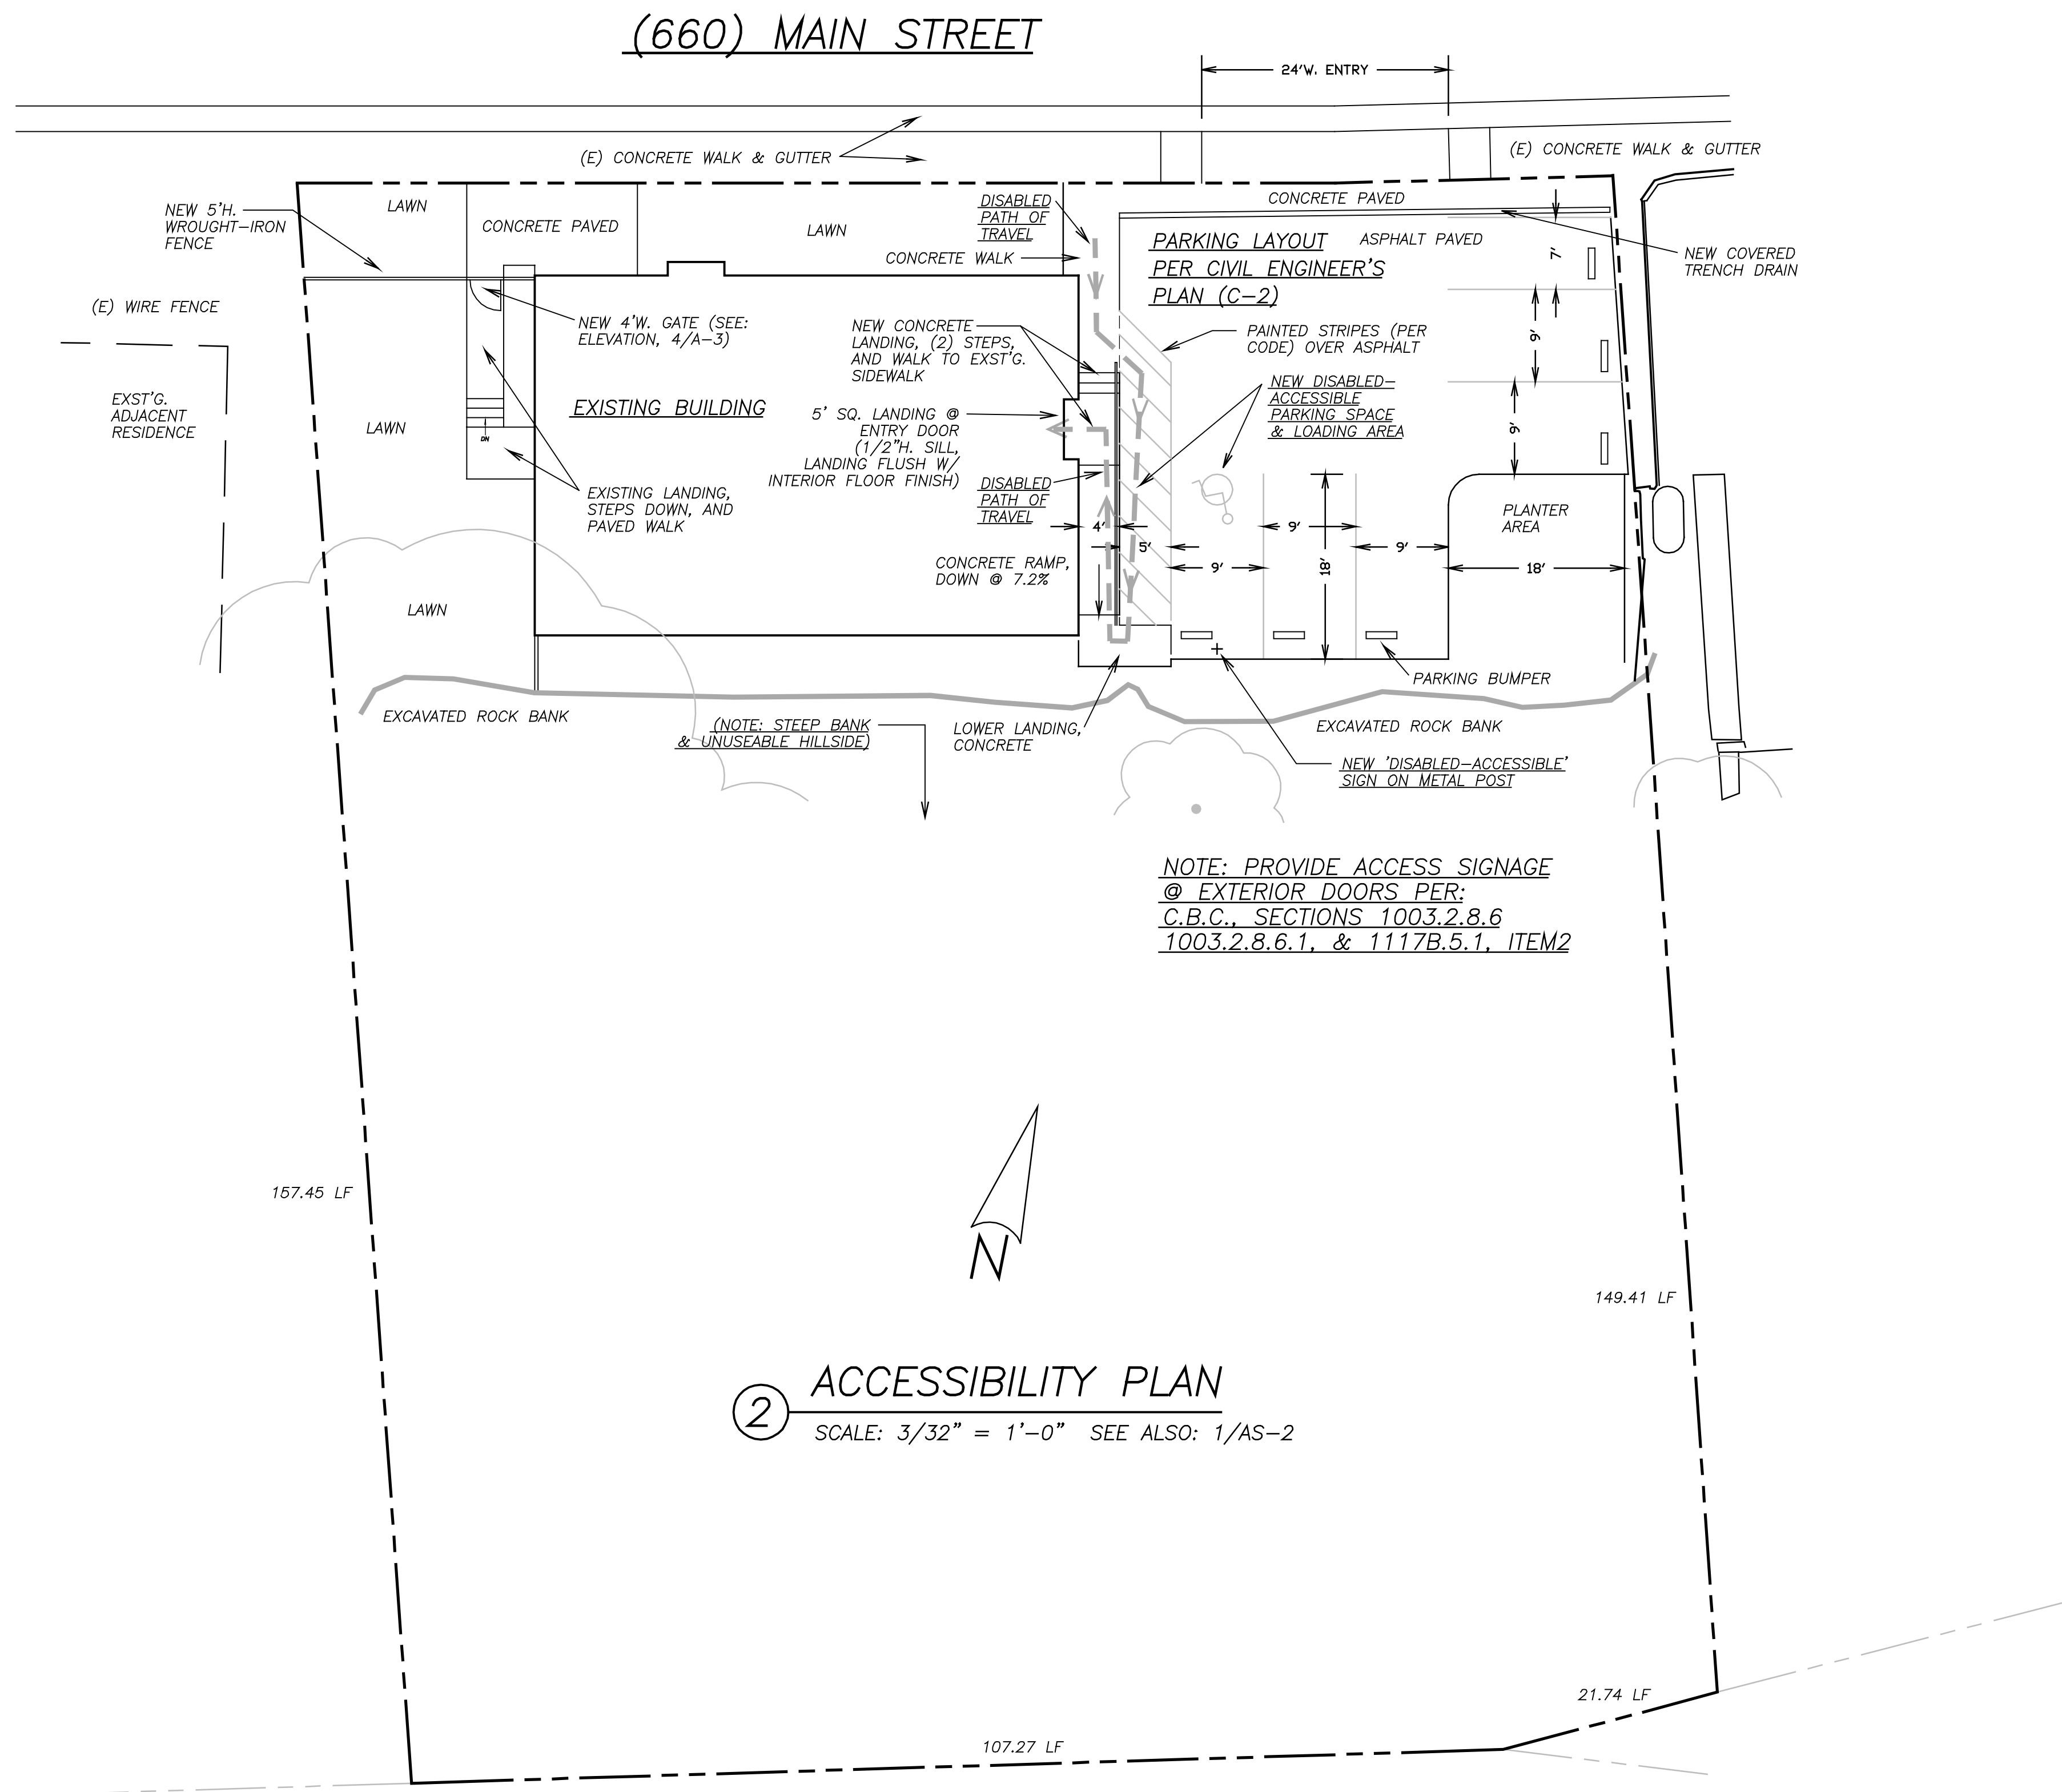 (660) MAIN STREET
24'W. ENTRY
(E) CONCRETE WALK & GUTTER
(E) CONCRETE WALK & GUTTER
NEW 5'H.
WROUGHT-IRON
FENCE
LAWN
CONCRETE PAVED
LAWN
DISABLED
PATH OF
TRAVEL
CONCRETE WALK
CONCRETE PAVED
PARKING LAYOUT
PER CIVIL ENGINEER'S
PLAN (C-2)
ASPHALT PAVED
7'
NEW COVERED
TRENCH DRAIN
(E) WIRE FENCE
NEW 4'W. GATE (SEE:
ELEVATION, 4/A-3)
NEW CONCRETE
LANDING, (2) STEPS,
AND WALK TO EXST'G.
SIDEWALK
PAINTED STRIPES (PER
CODE) OVER ASPHALT
9'
EXST'G.
ADJACENT
RESIDENCE
LAWN
DN
EXISTING BUILDING
5' SQ. LANDING @
ENTRY DOOR
(1/2"H. SILL,
LANDING FLUSH W/
INTERIOR FLOOR FINISH)
NEW DISABLED-
ACCESSIBLE
PARKING SPACE
& LOADING AREA
9'
EXISTING LANDING,
STEPS DOWN, AND
PAVED WALK
DISABLED
PATH OF
TRAVEL
4'
5'
9'
9'
9'
18'
18'
PLANTER
AREA
CONCRETE RAMP,
DOWN @ 7.2%
LAWN
PARKING BUMPER
EXCAVATED ROCK BANK
(NOTE: STEEP BANK
& UNUSEABLE HILLSIDE)
LOWER LANDING,
CONCRETE
EXCAVATED ROCK BANK
NEW 'DISABLED-ACCESSIBLE'
SIGN ON METAL POST
NOTE: PROVIDE ACCESS SIGNAGE
@ EXTERIOR DOORS PER:
C.B.C., SECTIONS 1003.2.8.6
1003.2.8.6.1, & 1117B.5.1, ITEM2
157.45 LF
N
149.41 LF
2
ACCESSIBILITY PLAN
SCALE: 3/32" = 1'-0" SEE ALSO: 1/AS-2
21.74 LF
107.27 LF